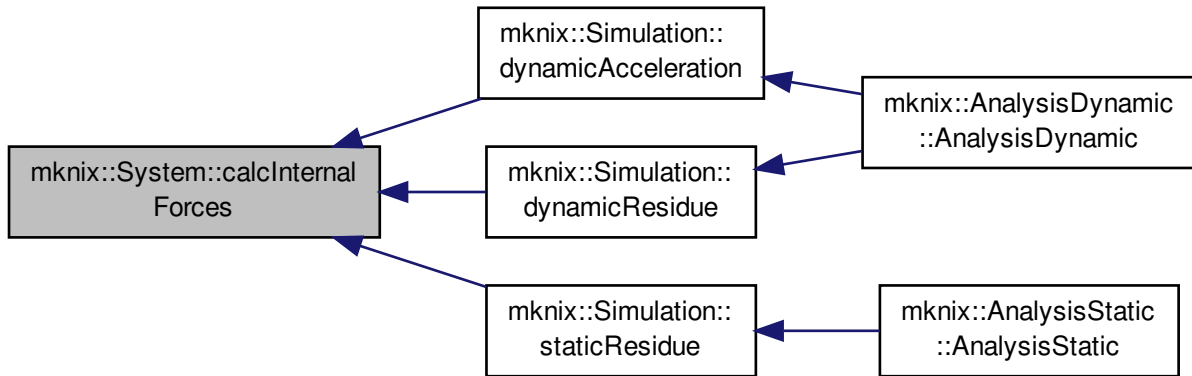 mknix::System::calcInternal
Forces
mknix::Simulation::
dynamicAcceleration
mknix::Simulation::
dynamicResidue
mknix::Simulation::
staticResidue
mknix::AnalysisDynamic
::AnalysisDynamic
mknix::AnalysisStatic
::AnalysisStatic